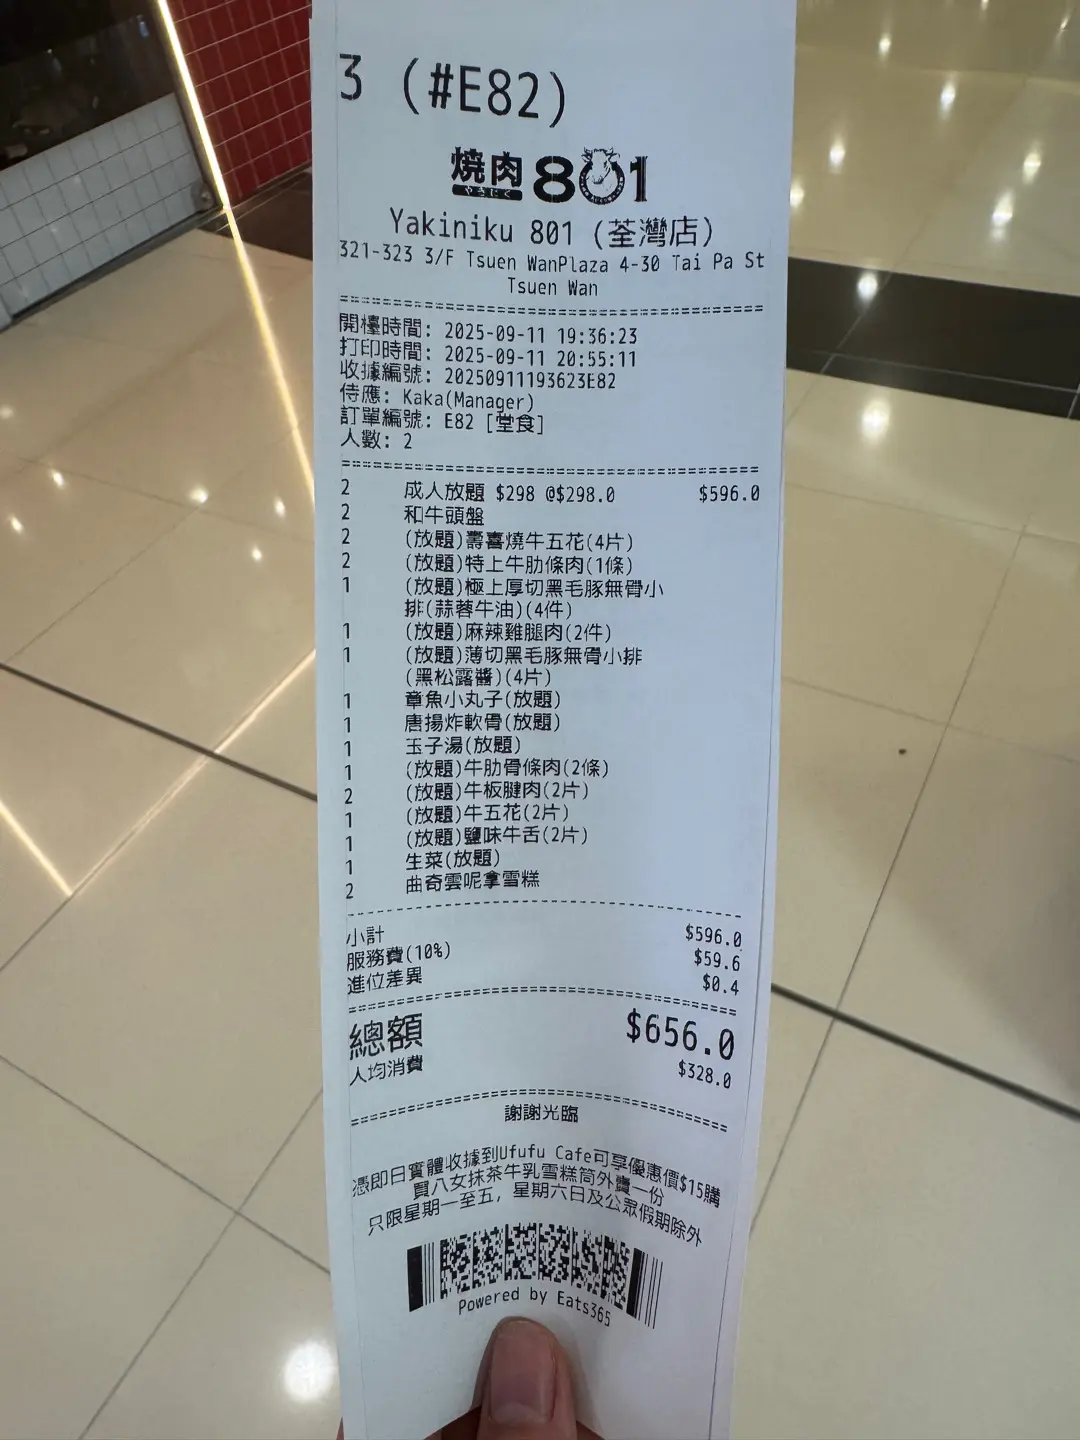 3 (#E82)
焼肉801
やきにく
Yakiniku 801 (荃灣店)
321-323 3/F Tsuen WanPlaza 4-30 Tai Pa St
Tsuen Wan
開檯時間: 2025-09-11 19:36:23
打印時間: 2025-09-11 20:55:11
收據編號: 20250911193623E82
侍應: Kaka(Manager)
訂單編號: E82 [堂食]
人數: 2
2 成人放題 $298 @$298.0 $596.0
2 和牛頭盤
2 (放題)壽喜燒牛五花(4片)
2 (放題)特上牛肋條肉(1條)
1 (放題)極上厚切黑毛豚無骨小
排(蒜蓉牛油)(4件)
1 (放題)麻辣雞腿肉(2件)
1 (放題)薄切黑毛豚無骨小排
(黑松露醬)(4片)
1 章魚小丸子(放題)
1 唐揚炸軟骨(放題)
1 玉子湯(放題)
1 (放題)牛肋骨條肉(2條)
2 (放題)牛板腱肉(2片)
1 (放題)牛五花(2片)
1 (放題)鹽味牛舌(2片)
1 生菜(放題)
2 曲奇雲呢拿雪糕
小計 $596.0
服務費(10%) $59.6
進位差異 $0.4
總額 $656.0
人均消費 $328.0
謝謝光臨
憑即日實體收據到Ufufu Cafe可享優惠價$15購
買八女抹茶牛乳雪糕筒外賣一份
只限星期一至五，星期六日及公眾假期除外
Powered by Eats365